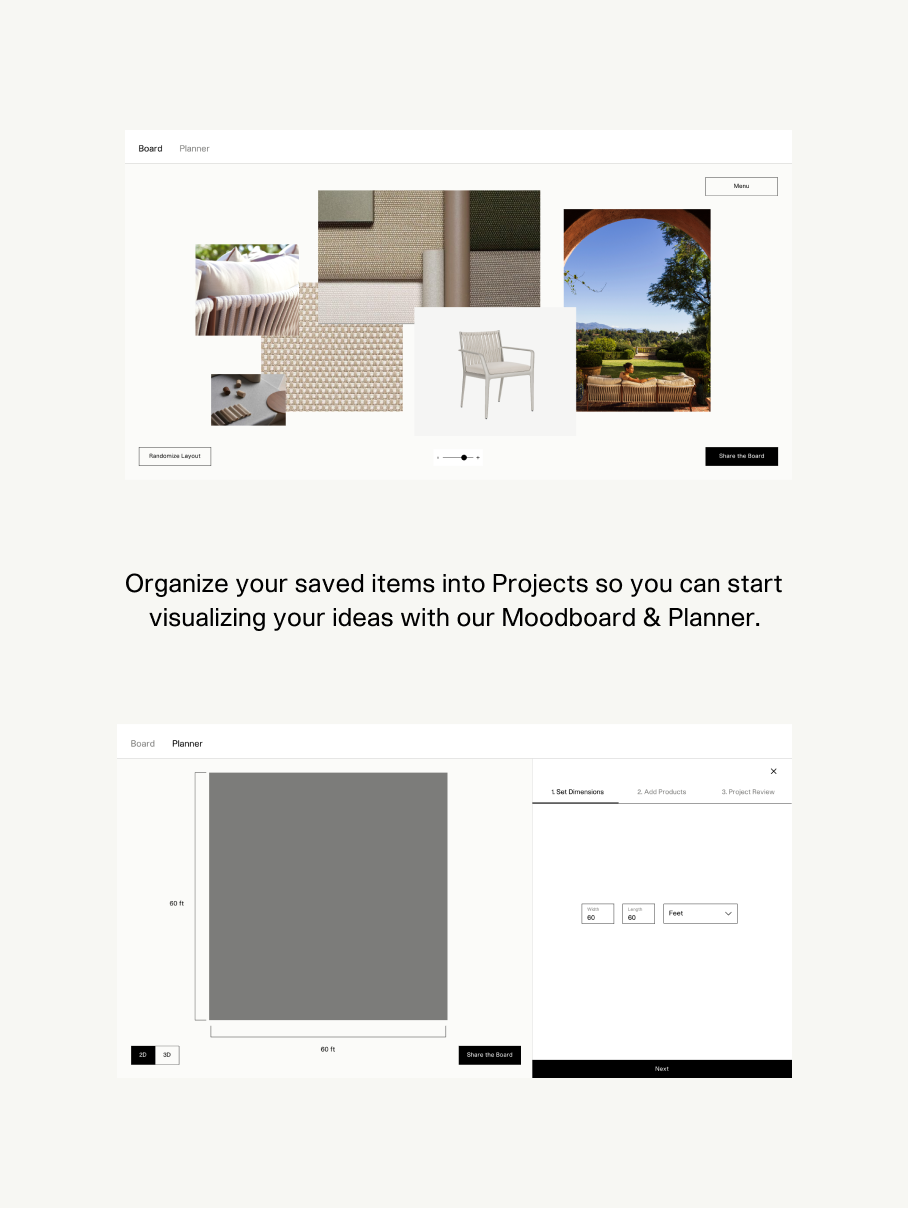 Board Planner
Menu
Randomize Layout
- +
Share the Board
Organize your saved items into Projects so you can start
visualizing your ideas with our Moodboard & Planner.
Board Planner
1. Set Dimensions 2. Add Products 3. Project Review
60 ft
Width
60
Length
60
Feet
60 ft
2D 3D
Share the Board
Next